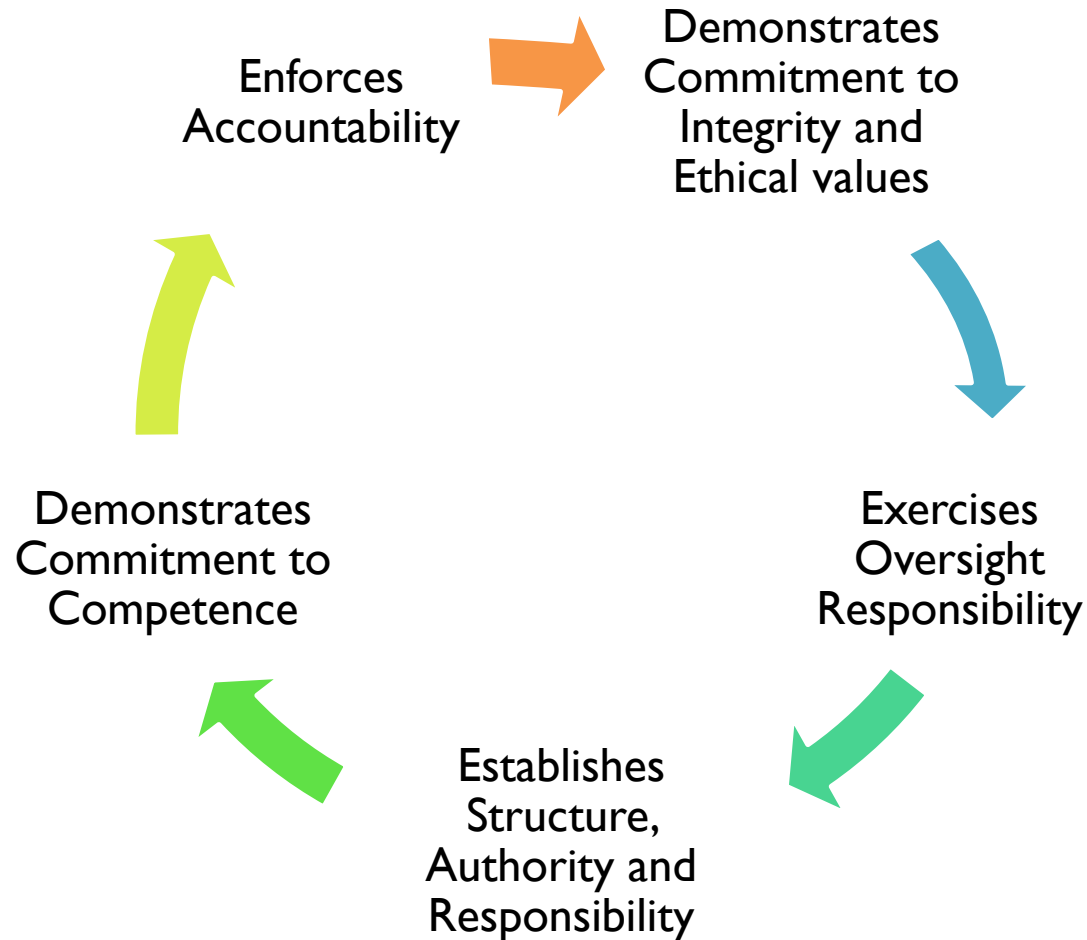 Demonstrates
Commitment to
Integrity and
Ethical values
Exercises
Oversight
Responsibility
Establishes
Structure,
Authority and
Responsibility
Demonstrates
Commitment to
Competence
Enforces
Accountability